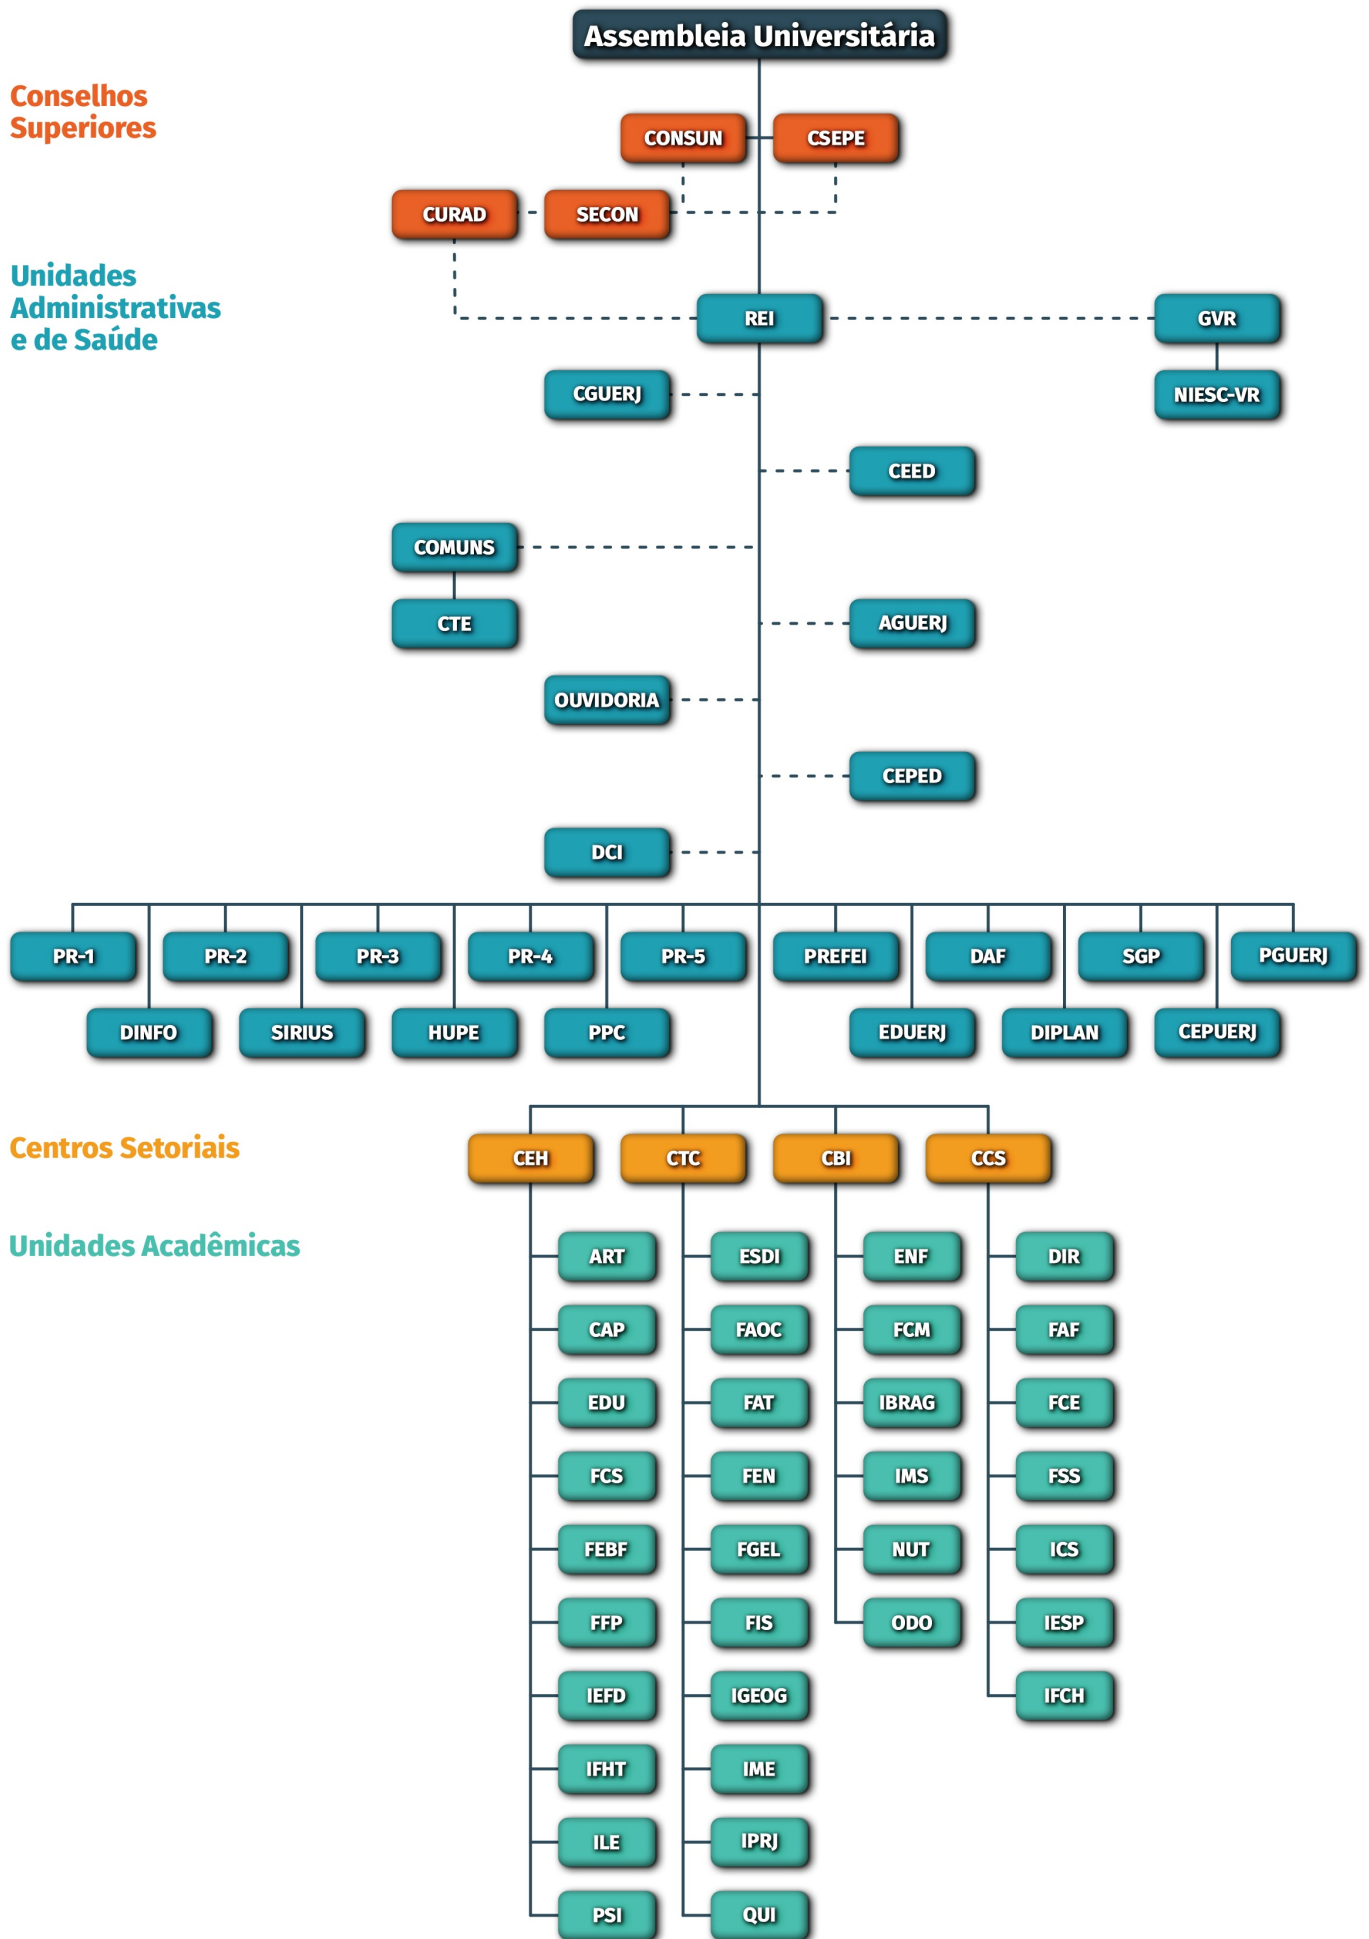 Assembleia Universitária
Conselhos
Superiores
CONSUN
CSEPE
CURAD
SECON
Unidades
Administrativas
e de Saúde
REI
GVR
CGUERJ
NIESC-VR
CEED
COMUNS
CTE
AGUERJ
OUVIDORIA
CEPED
DCI
PR-1
PR-2
PR-3
PR-4
PR-5
PREFEI
DAF
SGP
PGUERJ
DINFO
SIRIUS
HUPE
PPC
EDUERJ
DIPLAN
CEPUERJ
Centros Setoriais
CEH
CTC
CBI
CCS
Unidades Acadêmicas
ART
ESDI
ENF
DIR
CAP
FAOC
FCM
FAF
EDU
FAT
IBRAG
FCE
FCS
FEN
IMS
FSS
FEBF
FGEL
NUT
ICS
FFP
FIS
ODO
IESP
IEFD
IGEOG
IFCH
IFHT
IME
ILE
IPRJ
PSI
QUI